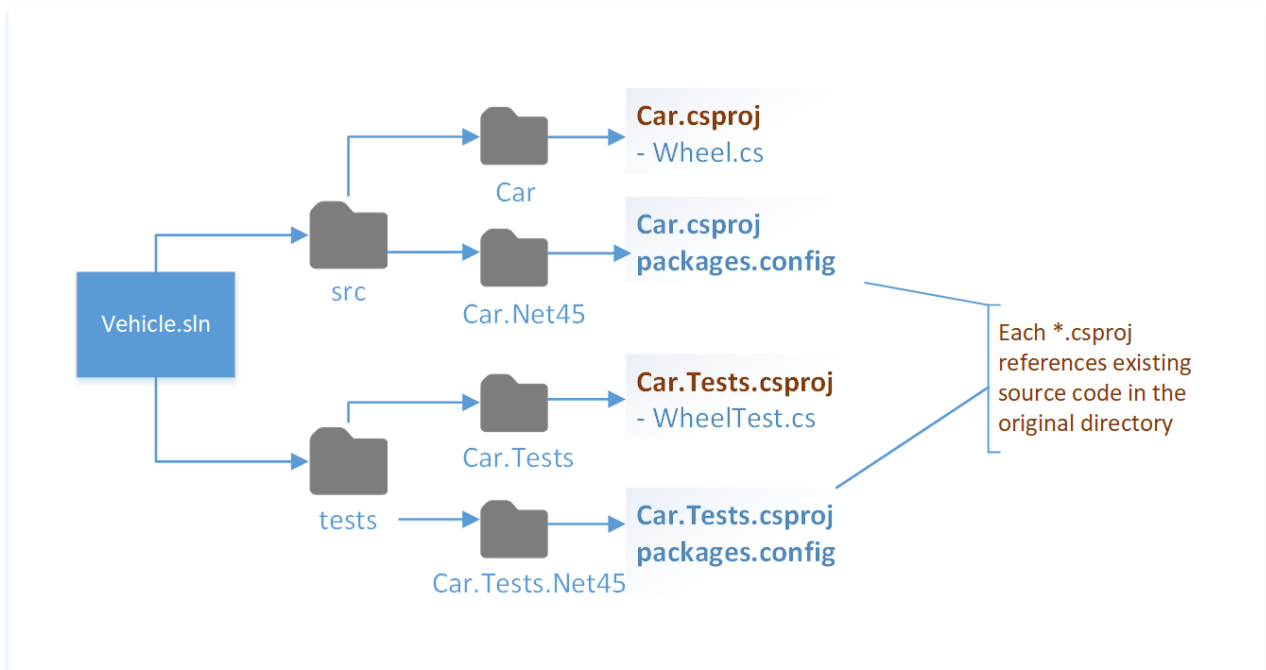 Car.csproj
- Wheel.cs
Car
Car.csproj
packages.config
src
Car.Net45
Vehicle.sln
Each *.csproj
references existing
source code in the
original directory
Car.Tests.csproj
- WheelTest.cs
Car.Tests
tests
Car.Tests.csproj
packages.config
Car.Tests.Net45